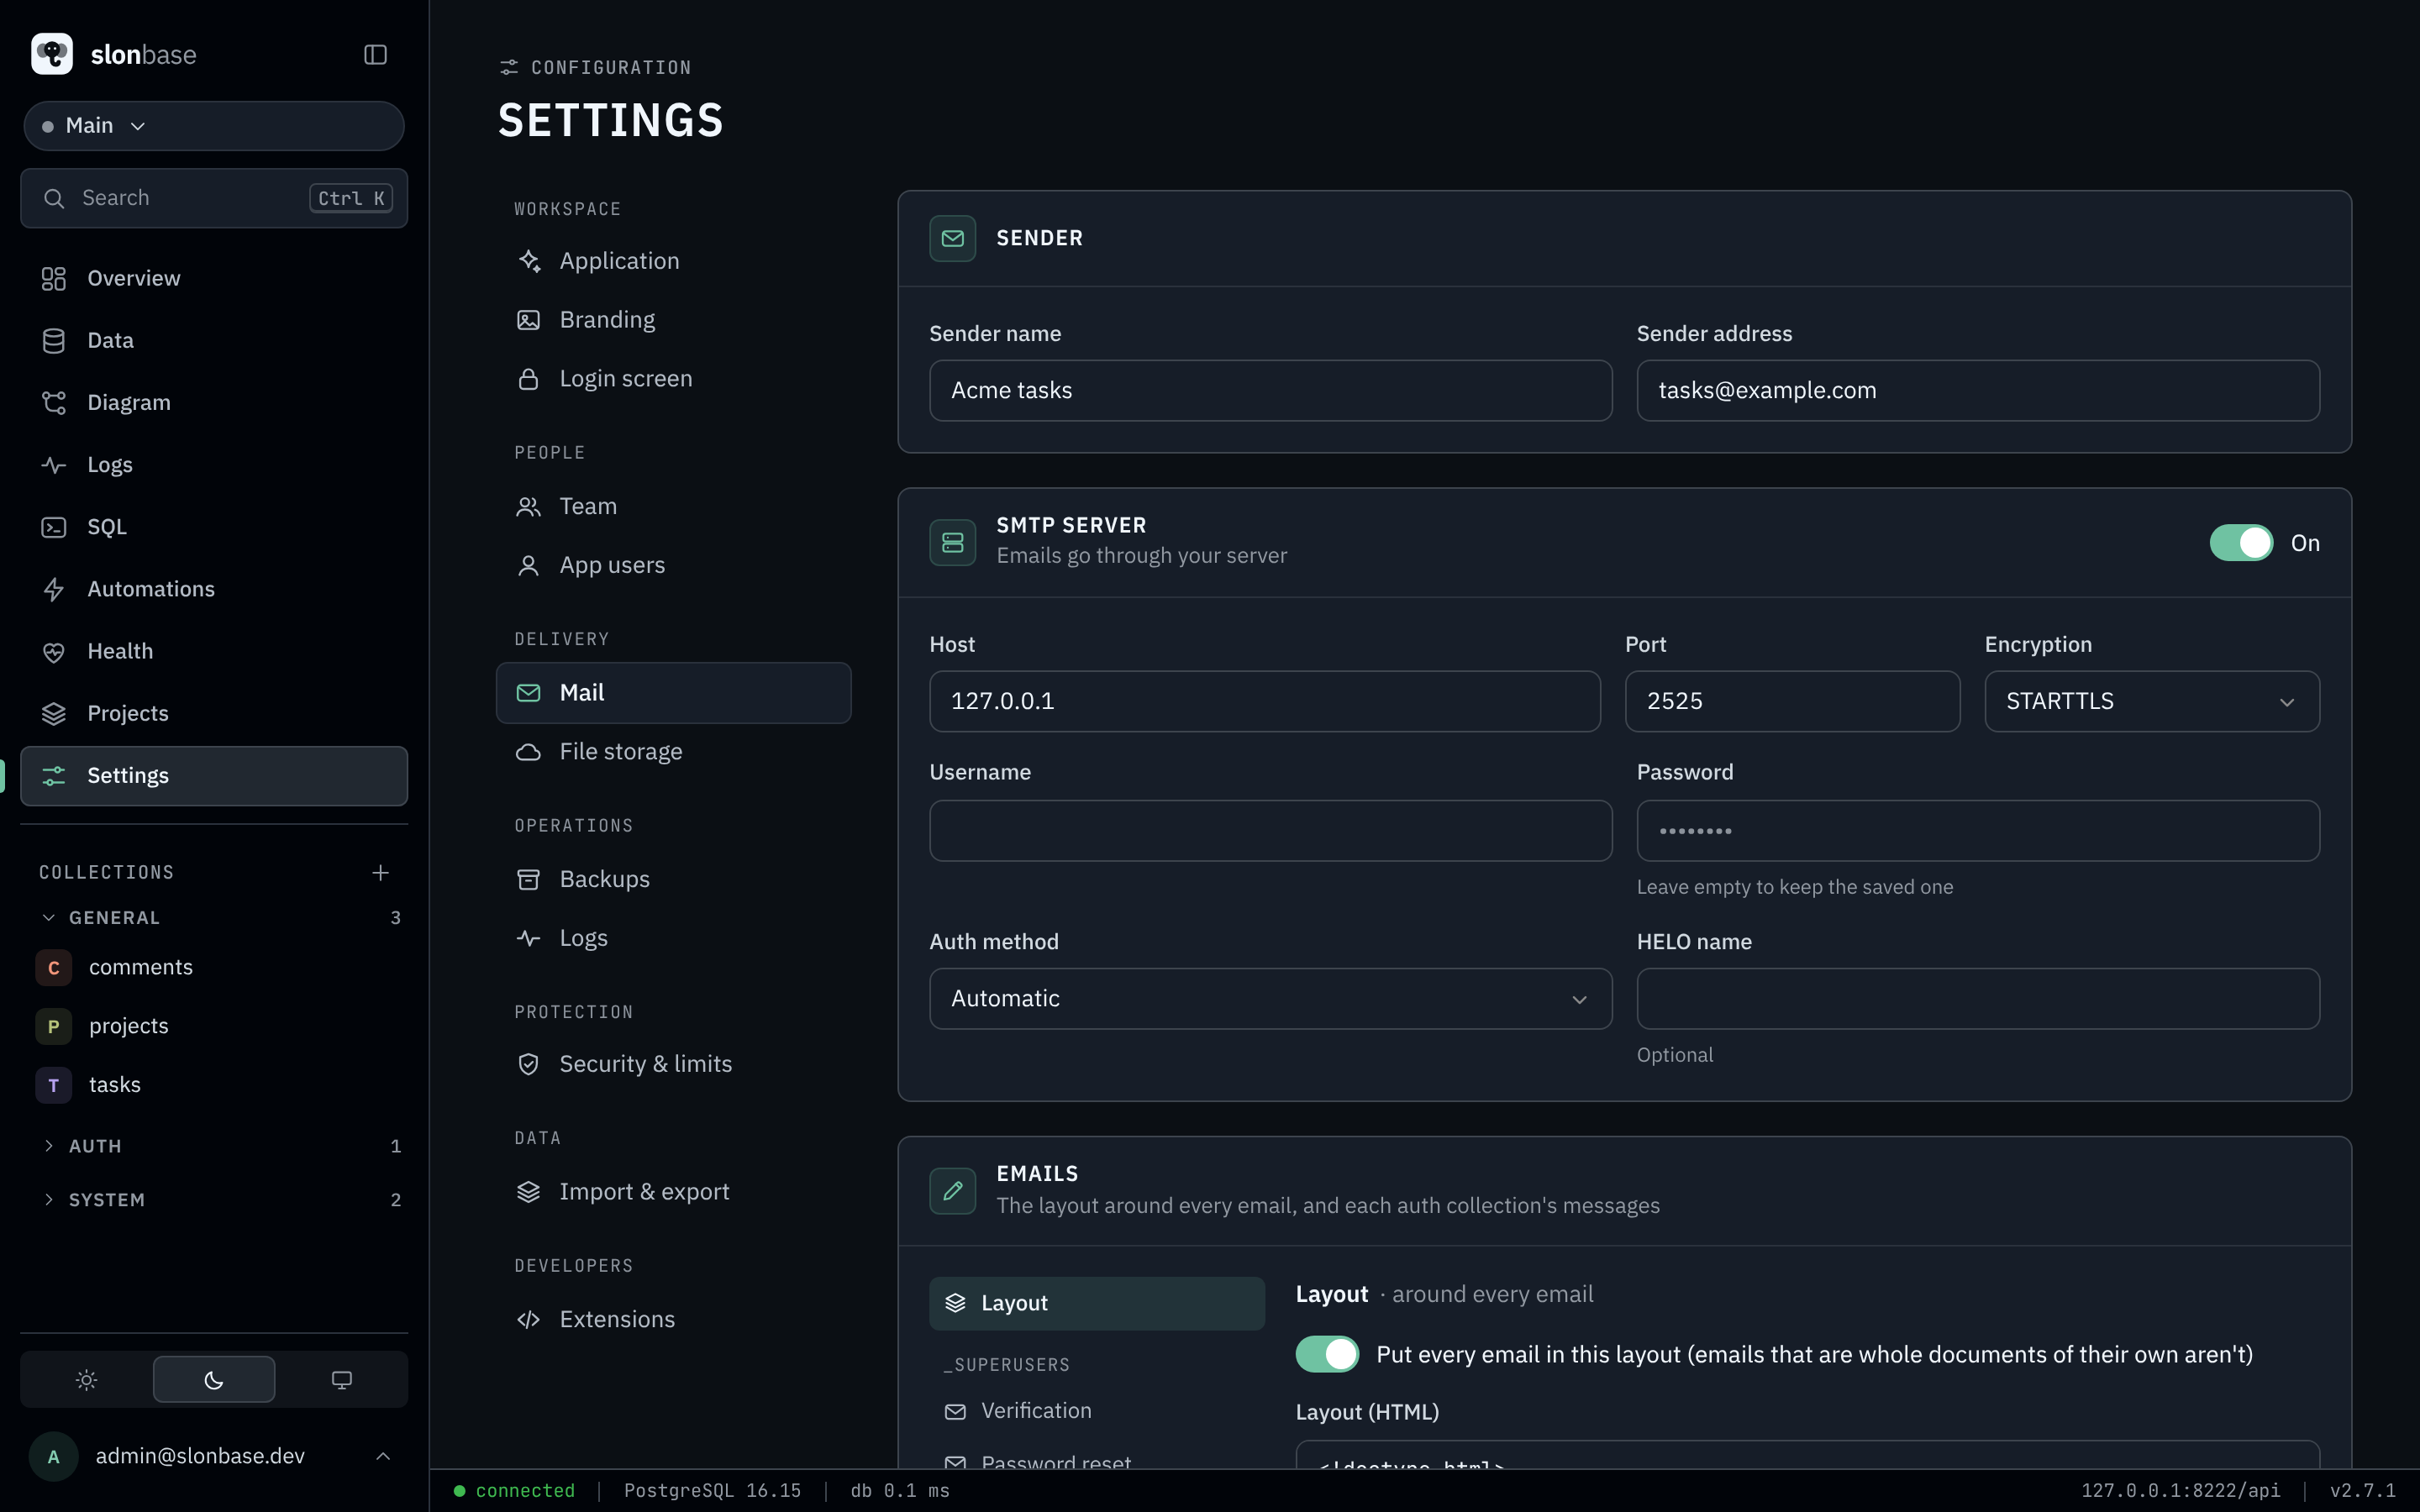 slonbase
Main
Search
Ctrl K
Overview
Data
Diagram
Logs
SQL
Automations
Health
Projects
Settings
COLLECTIONS
GENERAL 3
C comments
P projects
T tasks
AUTH 1
SYSTEM 2
A admin@slonbase.dev
CONFIGURATION
SETTINGS
WORKSPACE
Application
Branding
Login screen
PEOPLE
Team
App users
DELIVERY
Mail
File storage
OPERATIONS
Backups
Logs
PROTECTION
Security & limits
DATA
Import & export
DEVELOPERS
Extensions
SENDER
Sender name
Acme tasks
Sender address
tasks@example.com
SMTP SERVER
Emails go through your server
On
Host
127.0.0.1
Port
2525
Encryption
STARTTLS
Username
Password
••••••••
Leave empty to keep the saved one
Auth method
Automatic
HELO name
Optional
EMAILS
The layout around every email, and each auth collection's messages
Layout
_SUPERUSERS
Verification
Password reset
Layout · around every email
Put every email in this layout (emails that are whole documents of their own aren't)
Layout (HTML)
<!doctype html>
connected | PostgreSQL 16.15 | db 0.1 ms
127.0.0.1:8222/api | v2.7.1